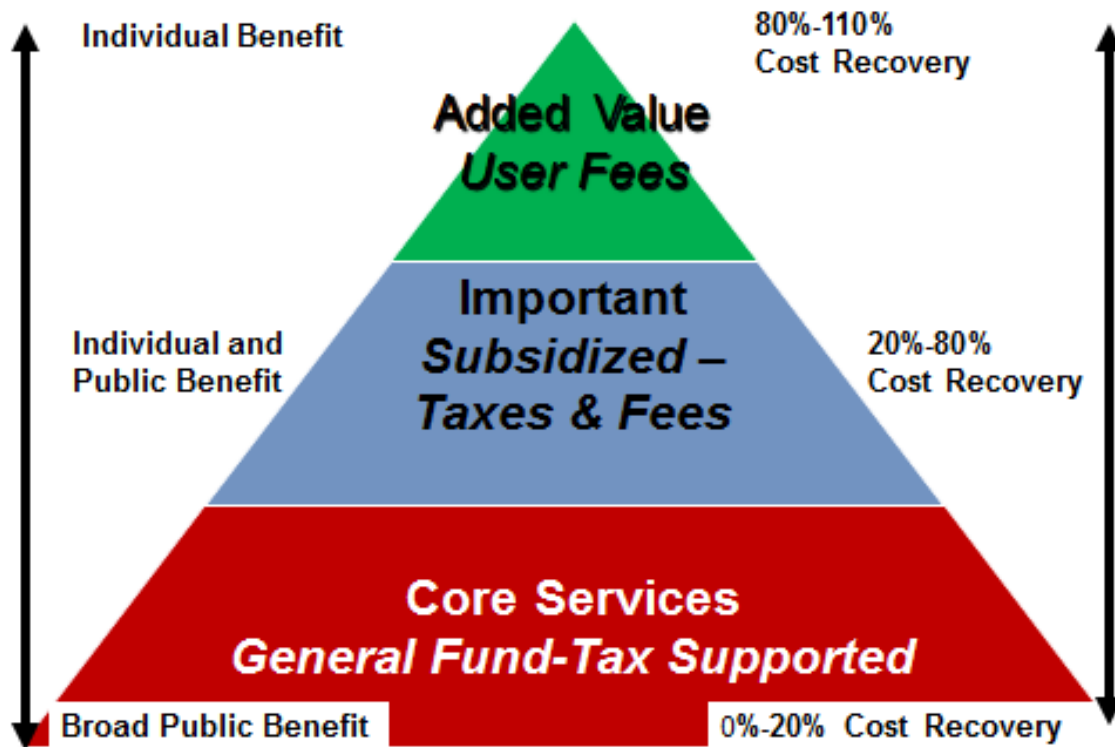 Individual Benefit
80%-110%
Cost Recovery
Added Value
User Fees
Important
Subsidized –
Taxes & Fees
Individual and
Public Benefit
20%-80%
Cost Recovery
Core Services
General Fund-Tax Supported
Broad Public Benefit
0%-20% Cost Recovery